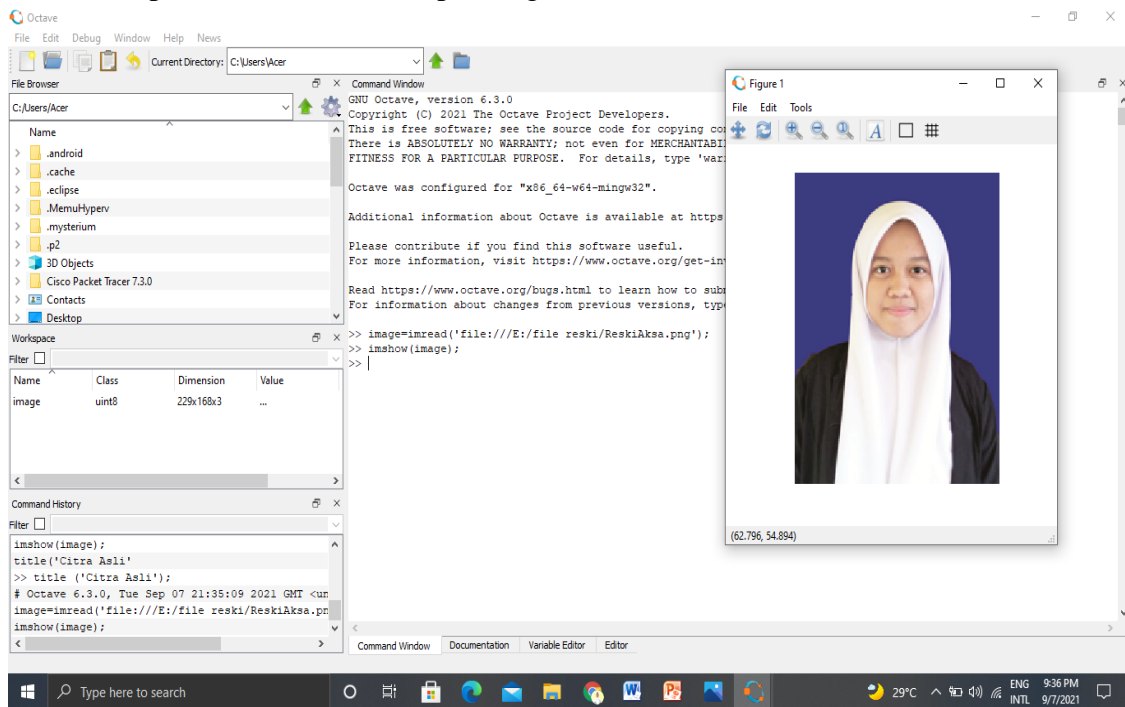 Octave
File Edit Debug Window Help News
Current Directory: C:\Users\Acer
File Browser
C:/Users/Acer
Name
.android
.cache
.eclipse
.MemuHyperv
.mysterium
.p2
3D Objects
Cisco Packet Tracer 7.3.0
Contacts
Desktop
Workspace
Filter
Name Class Dimension Value
image uint8 229x168x3 ...
Command History
Filter
imshow(image);
title('Citra Asli'
>> title ('Citra Asli');
# Octave 6.3.0, Tue Sep 07 21:35:09 2021 GMT <un
image=imread('file:///E:/file reski/ReskiAksa.pn
imshow(image);
Command Window
GNU Octave, version 6.3.0
Copyright (C) 2021 The Octave Project Developers.
This is free software; see the source code for copying co
There is ABSOLUTELY NO WARRANTY; not even for MERCHANTABI
FITNESS FOR A PARTICULAR PURPOSE.  For details, type 'war
Octave was configured for "x86_64-w64-mingw32".
Additional information about Octave is available at https
Please contribute if you find this software useful.
For more information, visit https://www.octave.org/get-in
Read https://www.octave.org/bugs.html to learn how to sub
For information about changes from previous versions, typ
>> image=imread('file:///E:/file reski/ReskiAksa.png');
>> imshow(image);
>>
Command Window Documentation Variable Editor Editor
Figure 1
File Edit Tools
A
(62.796, 54.894)
Type here to search
29°C
ENG
INTL
9:36 PM
9/7/2021